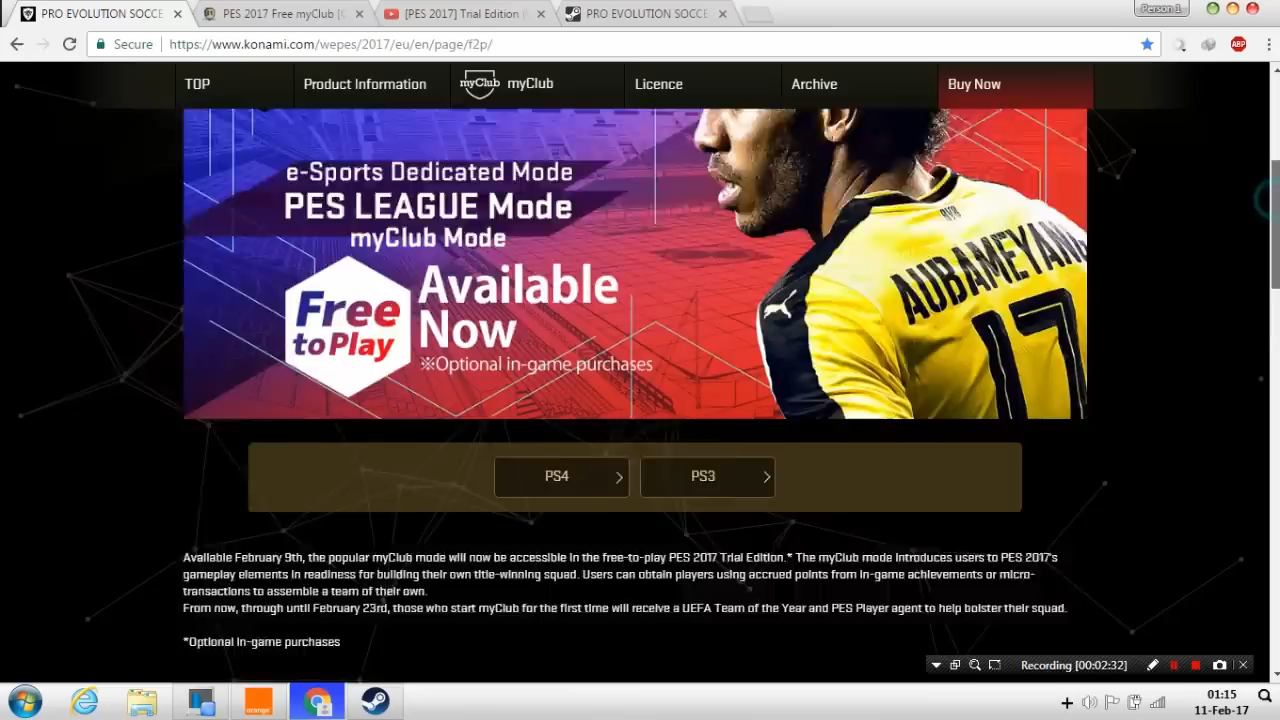 PRO EVOLUTION SOCCE
PES 2017 Free myClub [
[PES 2017] Trial Edition (
PRO EVOLUTION SOCCE
Person 1
Secure
https://www.konami.com/wepes/2017/eu/en/page/f2p/
ABP
TOP
Product Information
myClub
myClub
Licence
Archive
Buy Now
e-Sports Dedicated Mode
PES LEAGUE Mode
myClub Mode
Free
to Play
Available
Now
※Optional in-game purchases
AUBAMEYANG
17
PS4
PS3
Available February 9th, the popular myClub mode will now be accessible in the free-to-play PES 2017 Trial Edition.* The myClub mode introduces users to PES 2017's
gameplay elements in readiness for building their own title-winning squad. Users can obtain players using accrued points from in-game achievements or micro-
transactions to assemble a team of their own.
From now, through until February 23rd, those who start myClub for the first time will receive a UEFA Team of the Year and PES Player agent to help bolster their squad.
*Optional in-game purchases
Recording [00:02:32]
orange
01:15
11-Feb-17